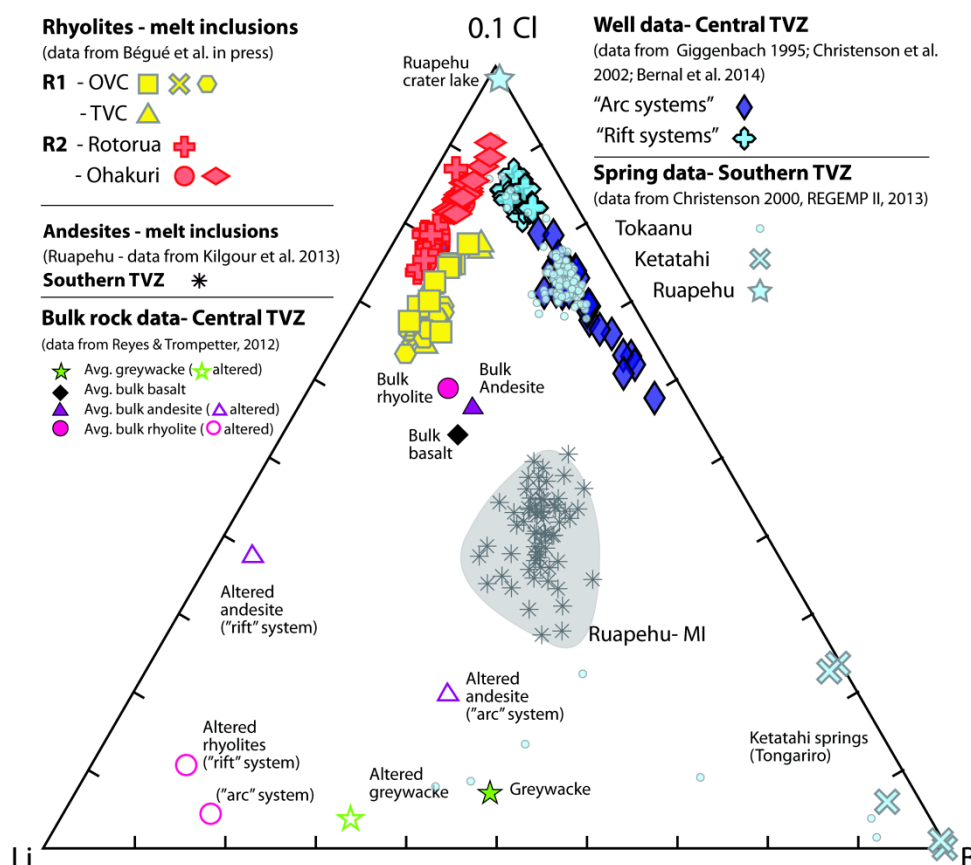 Rhyolites - melt inclusions
(data from Bégué et al. in press)
R1 - OVC
- TVC
R2 - Rotorua
- Ohakuri
Andesites - melt inclusions
(Ruapehu - data from Kilgour et al. 2013)
Southern TVZ
Bulk rock data- Central TVZ
(data from Reyes & Trompetter, 2012)
Avg. greywacke ( altered)
Avg. bulk basalt
Avg. bulk andesite ( altered)
Avg. bulk rhyolite ( altered)
0.1 Cl
Ruapehu
crater lake
Well data- Central TVZ
(data from Giggenbach 1995; Christenson et al.
2002; Bernal et al. 2014)
“Arc systems”
“Rift systems”
Spring data- Southern TVZ
(data from Christenson 2000, REGEMP II, 2013)
Tokaanu
Ketatahi
Ruapehu
Bulk
rhyolite
Bulk
Andesite
Bulk
basalt
Altered
andesite
("rift” system)
Ruapehu- MI
Altered
andesite
("arc” system)
Altered
rhyolites
("rift” system)
("arc” system)
Altered
greywacke
Greywacke
Ketatahi springs
(Tongariro)
Li